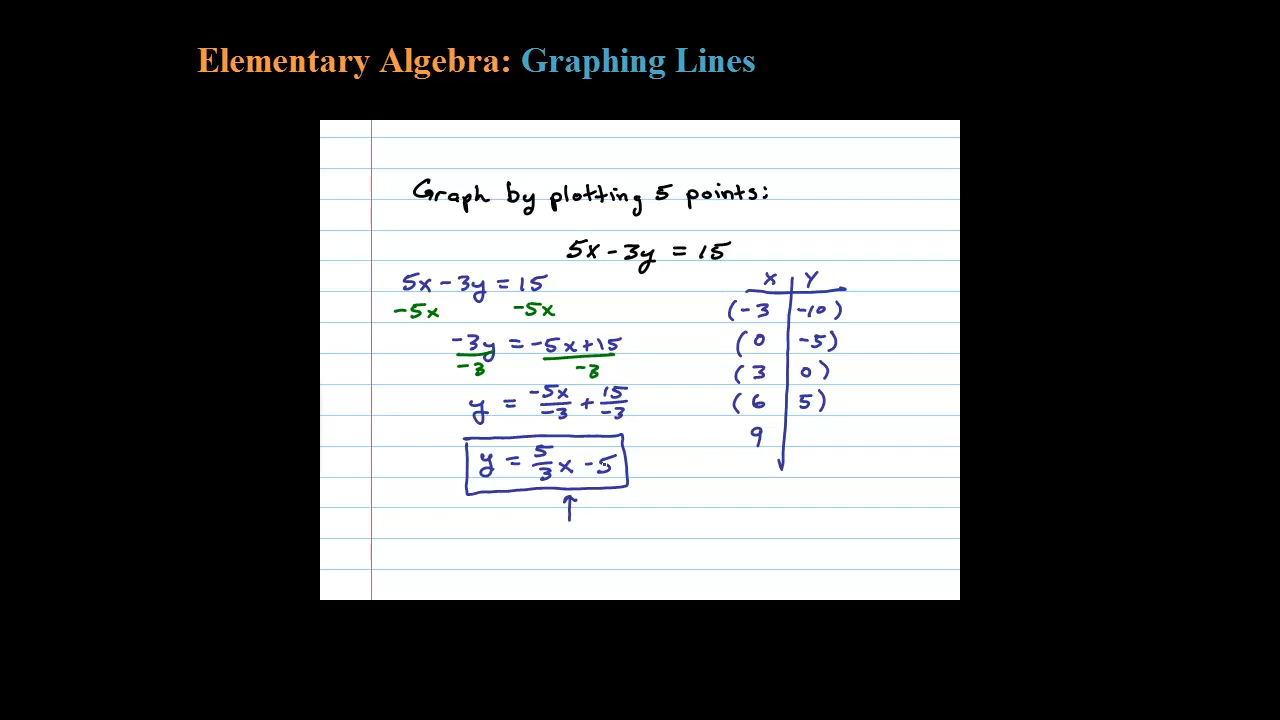 Elementary Algebra: Graphing Lines
Graph by plotting 5 points:
5x - 3y = 15
5x - 3y = 15
-5x -5x
-3y = -5x + 15
-3 -3
y = -5x/-3 + 15/-3
y = 5/3 x - 5
↑
x y
(-3 -10)
(0 -5)
(3 0)
(6 5)
9